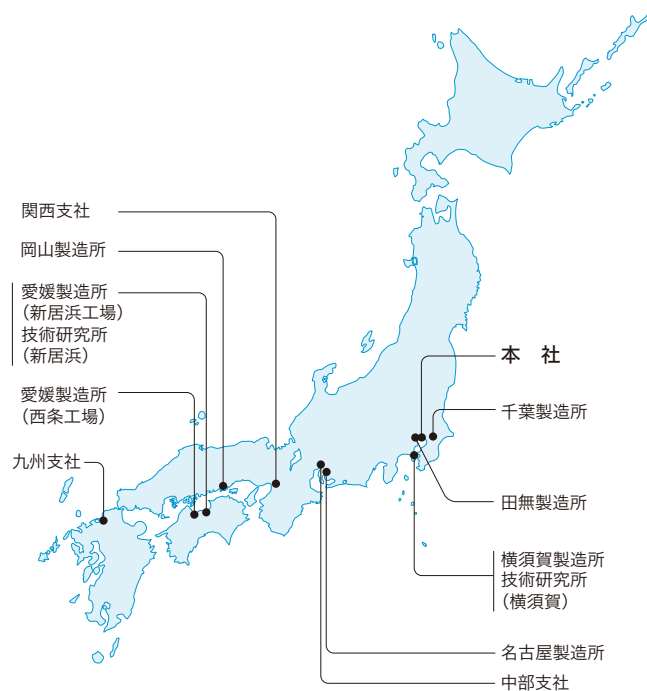 関西支社
岡山製造所
愛媛製造所
（新居浜工場）
技術研究所
（新居浜）
愛媛製造所
（西条工場）
九州支社
本　社
千葉製造所
田無製造所
横須賀製造所
技術研究所
（横須賀）
名古屋製造所
中部支社